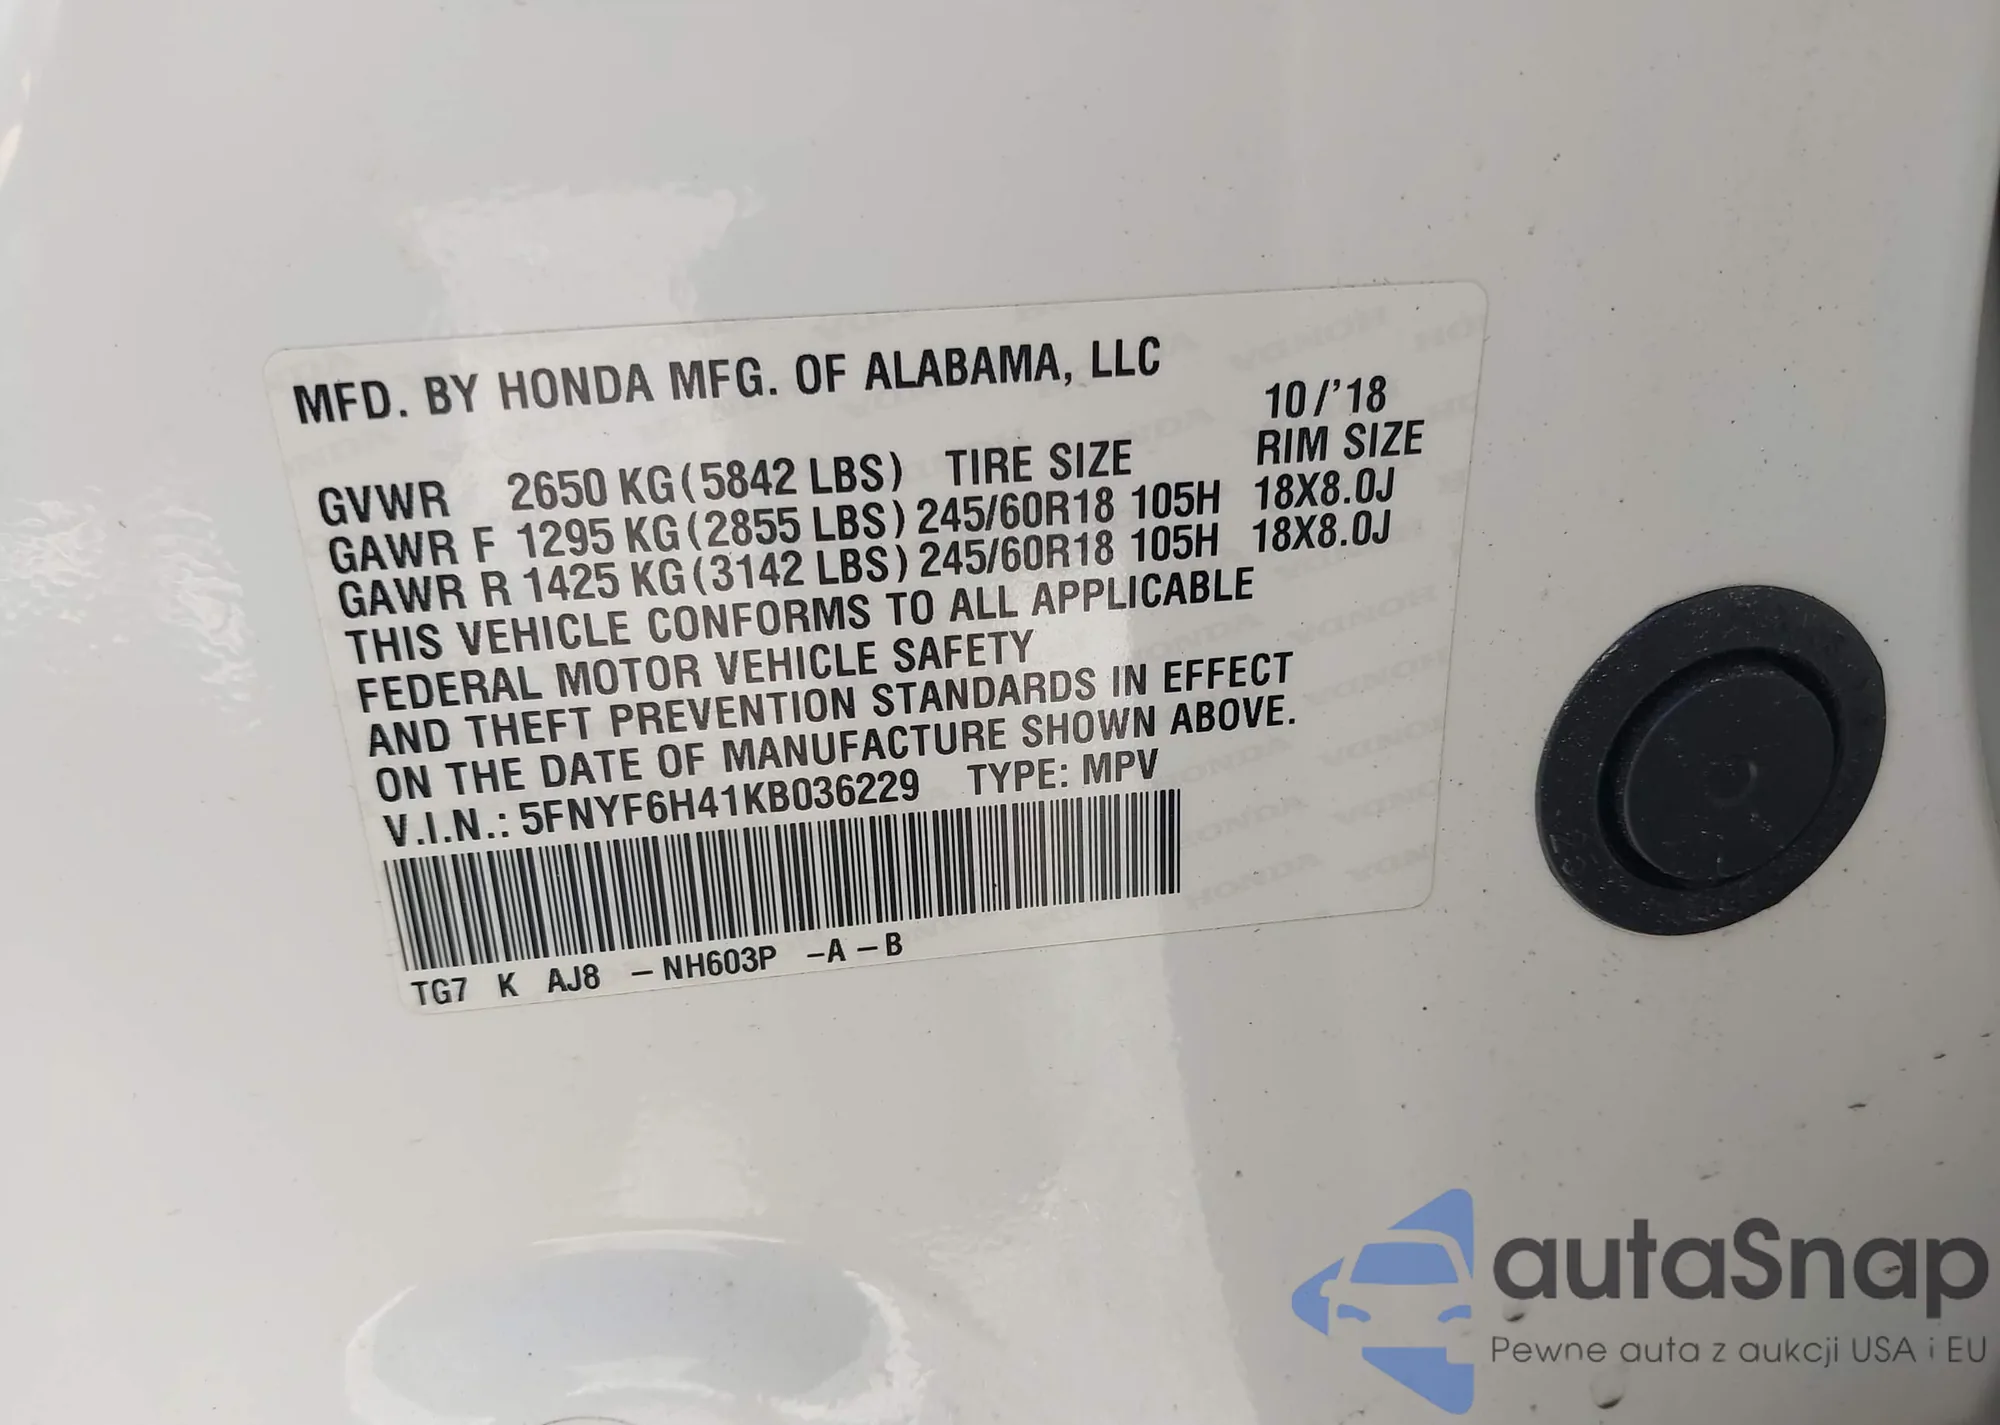 MFD. BY HONDA MFG. OF ALABAMA, LLC
10/'18
GVWR 2650 KG(5842 LBS) TIRE SIZE RIM SIZE
GAWR F 1295 KG(2855 LBS) 245/60R18 105H 18X8.0J
GAWR R 1425 KG(3142 LBS) 245/60R18 105H 18X8.0J
THIS VEHICLE CONFORMS TO ALL APPLICABLE
FEDERAL MOTOR VEHICLE SAFETY
AND THEFT PREVENTION STANDARDS IN EFFECT
ON THE DATE OF MANUFACTURE SHOWN ABOVE.
V.I.N.: 5FNYF6H41KB036229 TYPE: MPV
TG7 K AJ8 –NH603P –A –B
autaSnap
Pewne auta z aukcji USA i EU